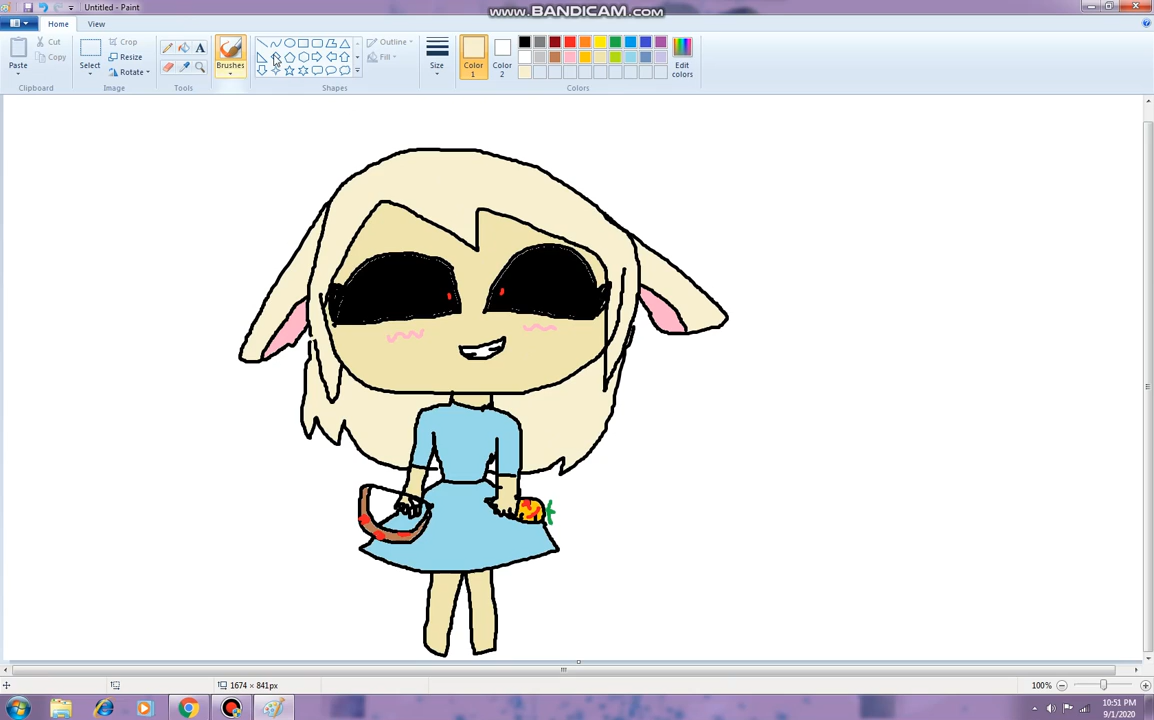 Untitled - Paint
www.BANDICAM.com
Home
View
Paste
Cut
Copy
Clipboard
Select
Crop
Resize
Rotate
Image
A
Tools
Brushes
Outline
Fill
Shapes
Size
Color 1
Color 2
Edit colors
Colors
1674 × 841px
100%
10:51 PM
9/1/2020